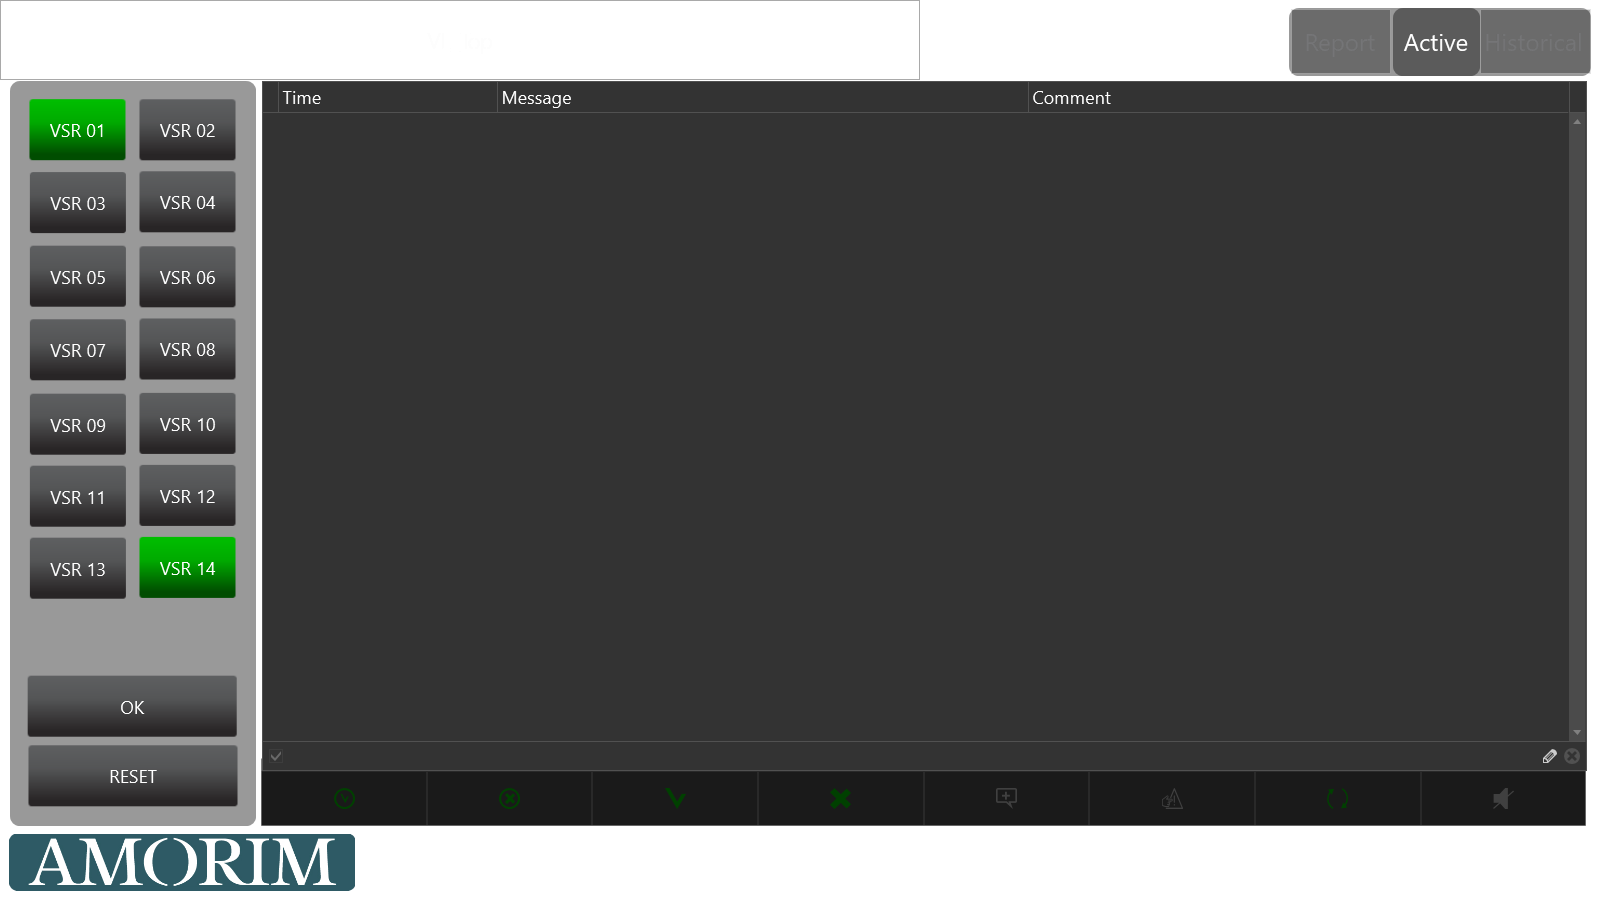 Report Active Historical
Time Message Comment
VSR 01 VSR 02
VSR 03 VSR 04
VSR 05 VSR 06
VSR 07 VSR 08
VSR 09 VSR 10
VSR 11 VSR 12
VSR 13 VSR 14
OK
RESET
AMORIM